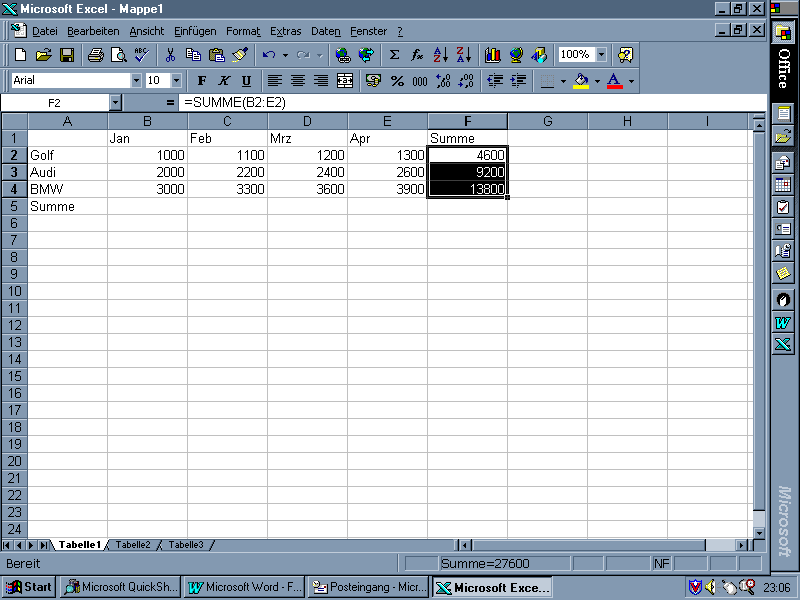 Microsoft Excel - Mappe1
Datei Bearbeiten Ansicht Einfügen Format Extras Daten Fenster ?
100%
Arial 10 F K U % 000
F2 = =SUMME(B2:E2)
A B C D E F G H I
1 Jan Feb Mrz Apr Summe
2 Golf 1000 1100 1200 1300 4600
3 Audi 2000 2200 2400 2600 9200
4 BMW 3000 3300 3600 3900 13800
5 Summe
6
7
8
9
10
11
12
13
14
15
16
17
18
19
20
21
22
23
24
Tabelle1 Tabelle2 Tabelle3
Bereit Summe=27600 NF
Start Microsoft QuickSh... Microsoft Word - F... Posteingang - Micr... Microsoft Exce... 23:06
Office
Microsoft